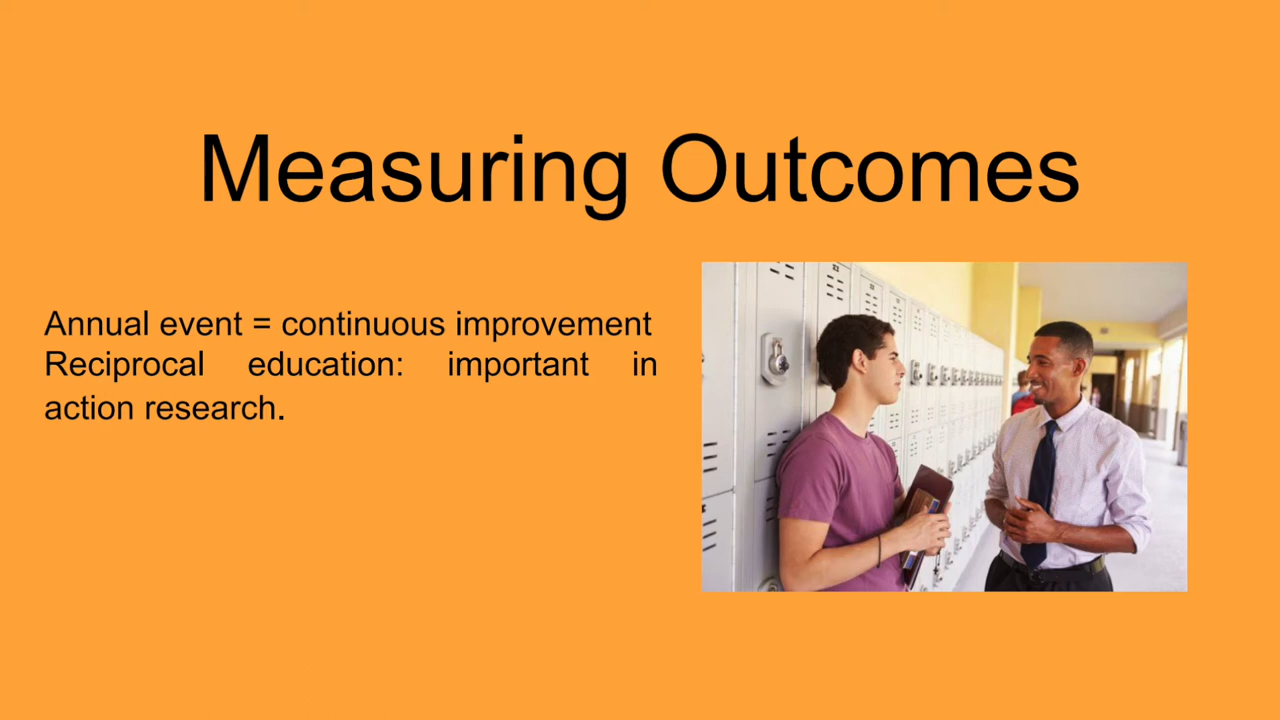 Measuring Outcomes
Annual event = continuous improvement
Reciprocal education: important in
action research.